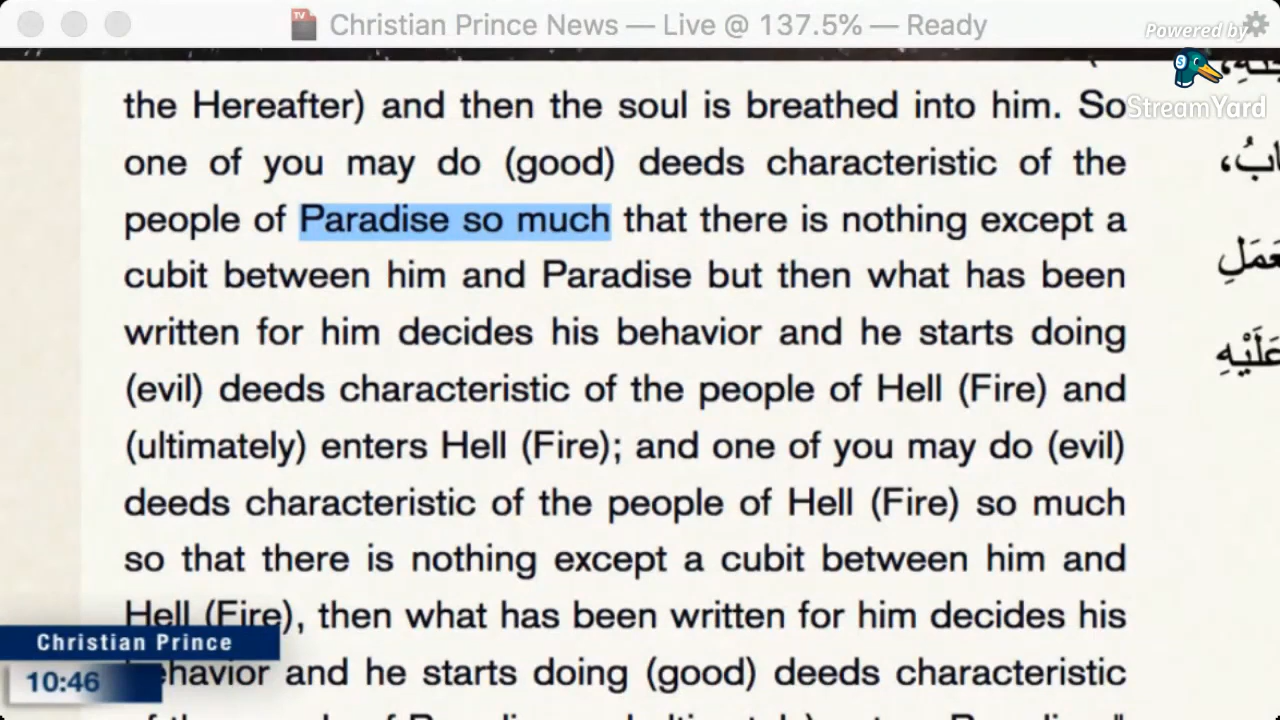 Christian Prince News — Live @ 137.5% — Ready
Powered by
StreamYard
the Hereafter) and then the soul is breathed into him. So
one of you may do (good) deeds characteristic of the
people of Paradise so much that there is nothing except a
cubit between him and Paradise but then what has been
written for him decides his behavior and he starts doing
(evil) deeds characteristic of the people of Hell (Fire) and
(ultimately) enters Hell (Fire); and one of you may do (evil)
deeds characteristic of the people of Hell (Fire) so much
so that there is nothing except a cubit between him and
Hell (Fire), then what has been written for him decides his
behavior and he starts doing (good) deeds characteristic
عَلَيْهِ
Christian Prince
10:46